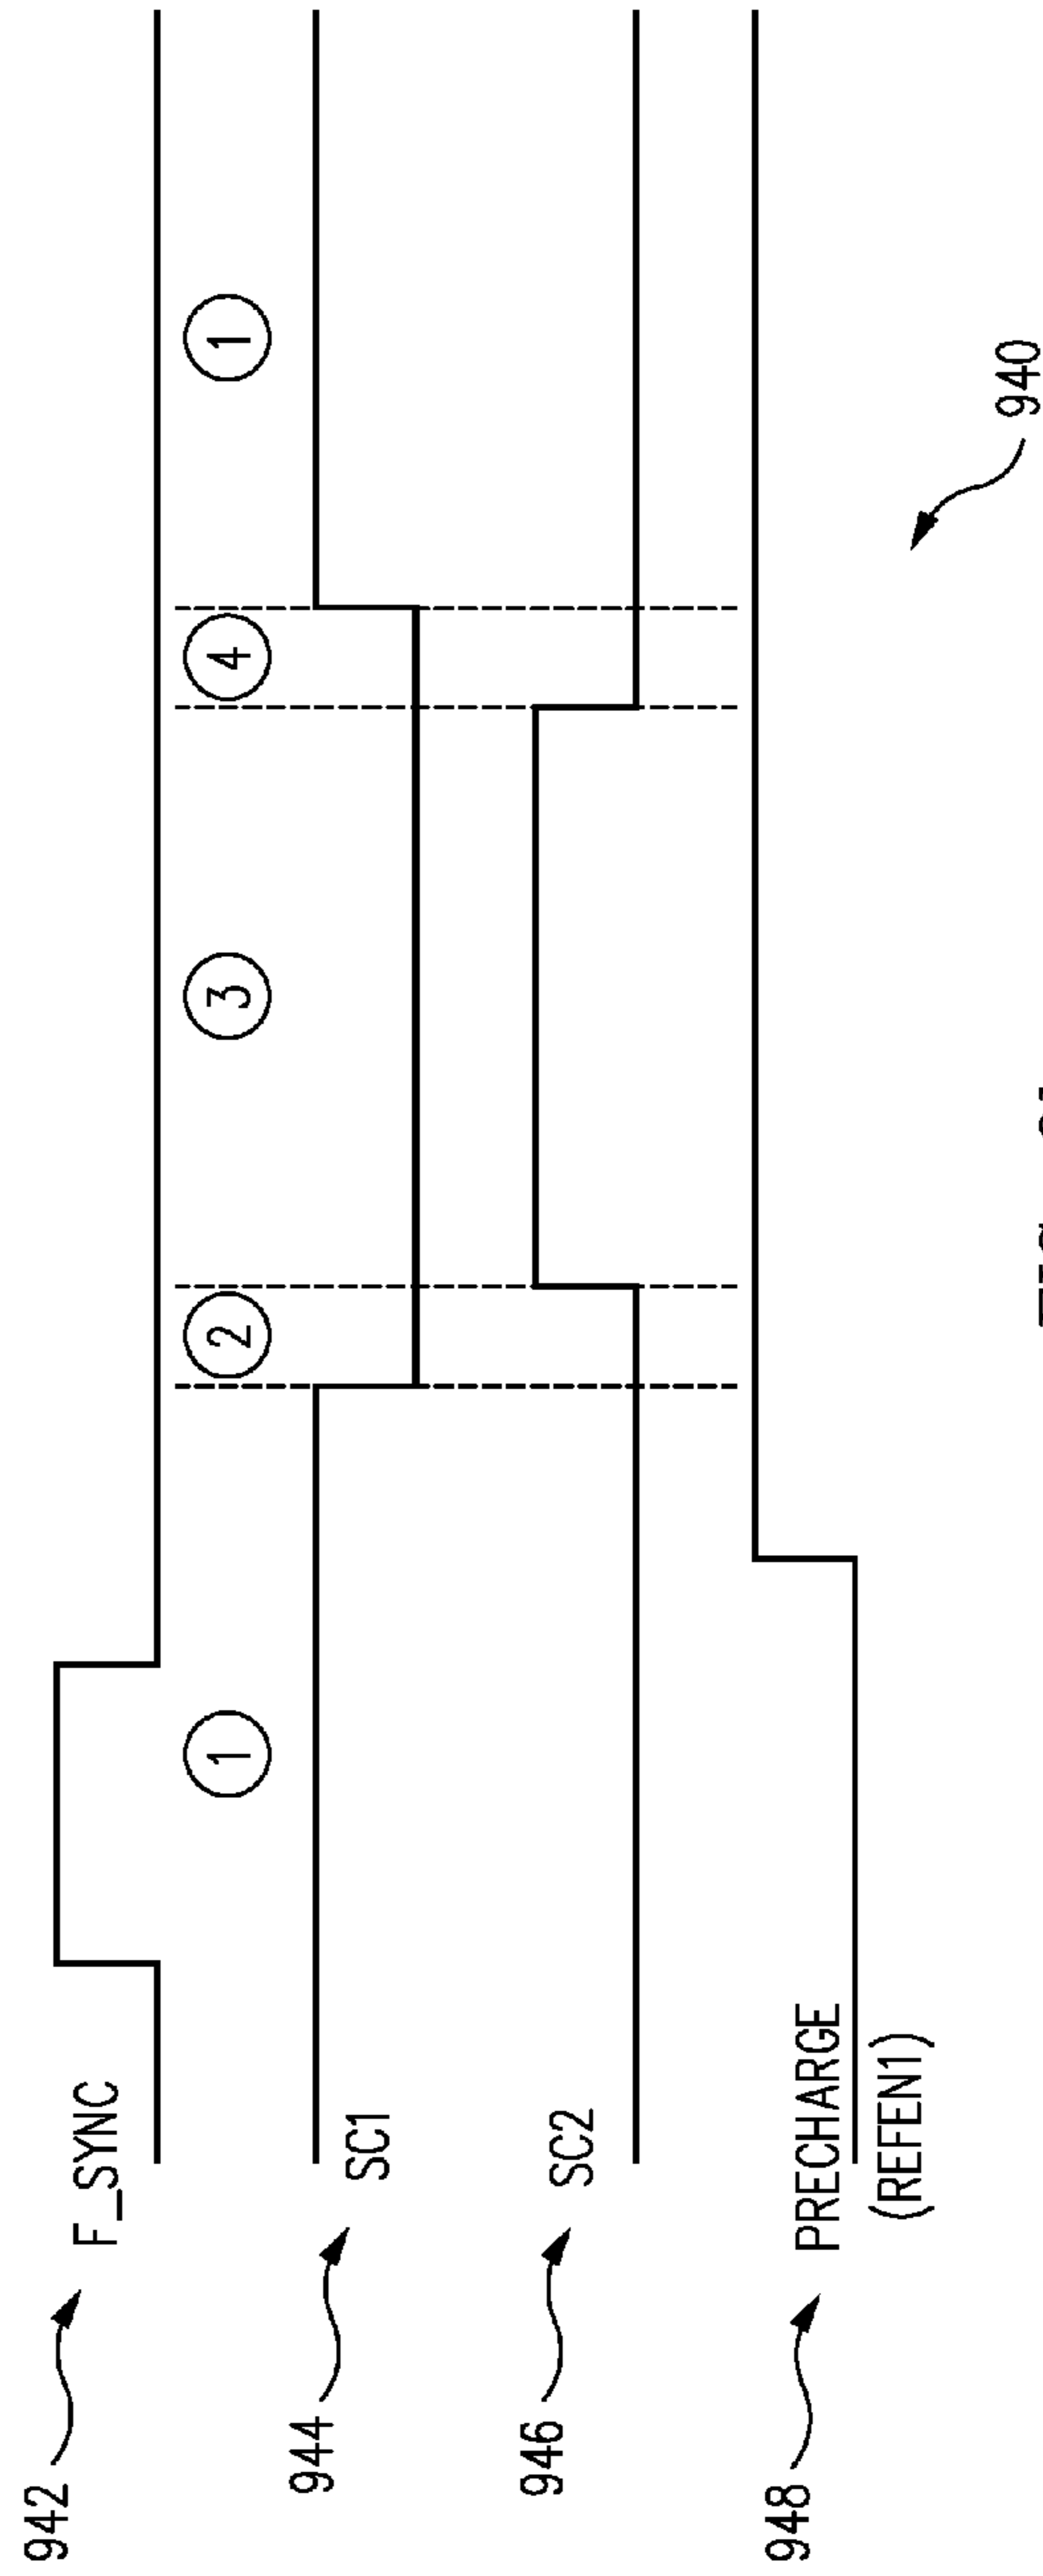 942 F_SYNC
1 2 3 4 1
944 SC1
946 SC2
948 PRECHARGE
(REFEN1)
940